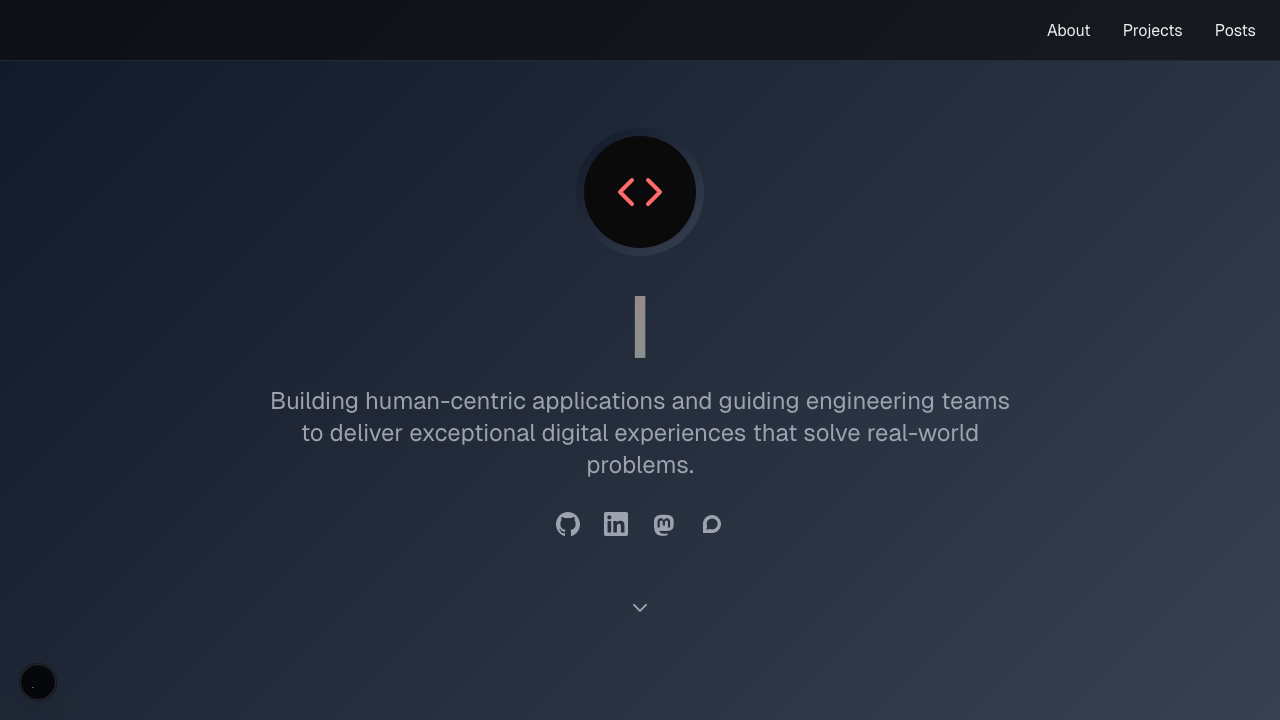 About
Projects
Posts
Building human-centric applications and guiding engineering teams
to deliver exceptional digital experiences that solve real-world
problems.